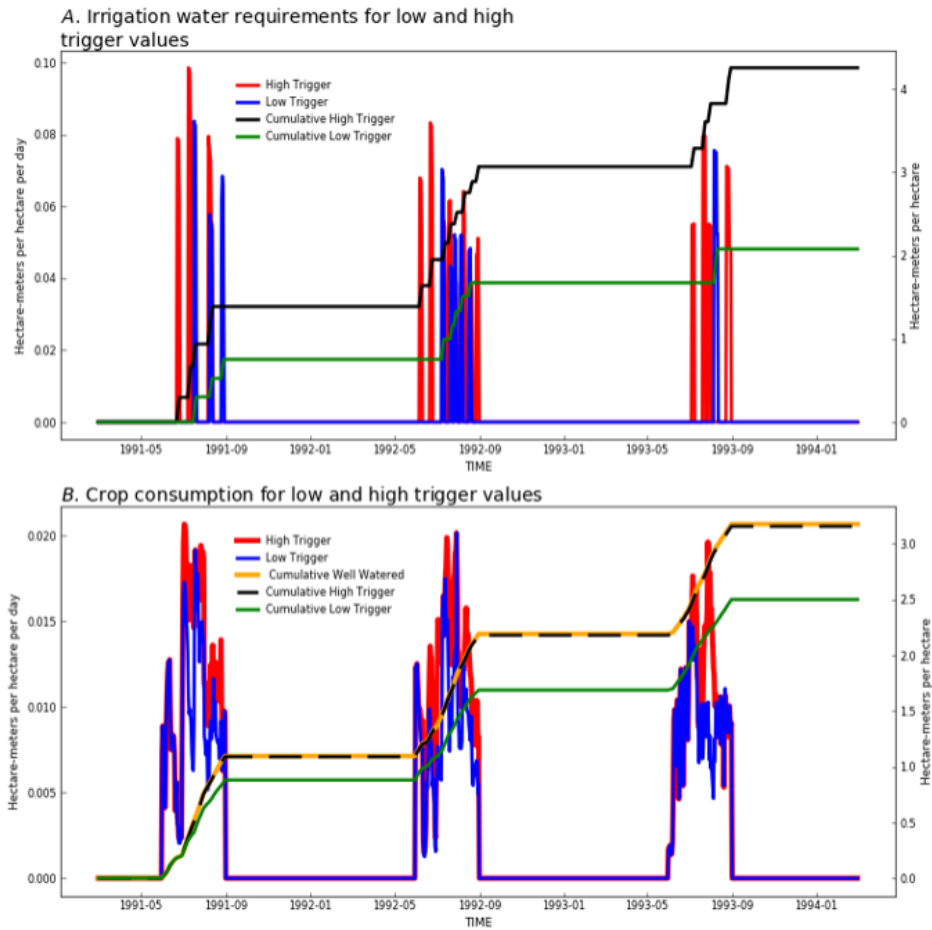 A. Irrigation water requirements for low and high
trigger values
0.10
0.08
0.06
0.04
0.02
0.00
Hectare-meters per hectare per day
High Trigger
Low Trigger
Cumulative High Trigger
Cumulative Low Trigger
4
3
2
1
0
Hectare-meters per hectare
1991-05 1991-09 1992-01 1992-05 1992-09 1993-01 1993-05 1993-09 1994-01
TIME
B. Crop consumption for low and high trigger values
0.020
0.015
0.010
0.005
0.000
Hectare-meters per hectare per day
High Trigger
Low Trigger
Cumulative Well Watered
Cumulative High Trigger
Cumulative Low Trigger
3.0
2.5
2.0
1.5
1.0
0.5
0.0
Hectare-meters per hectare
1991-05 1991-09 1992-01 1992-05 1992-09 1993-01 1993-05 1993-09 1994-01
TIME